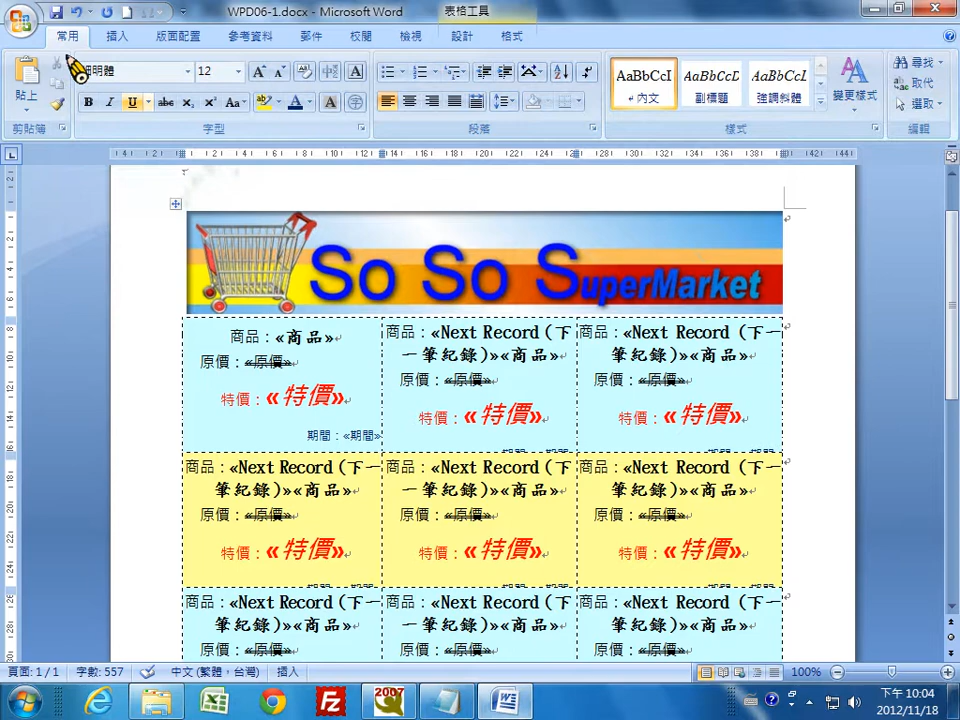 WPD06-1.docx - Microsoft Word
表格工具
常用 插入 版面配置 參考資料 郵件 校閱 檢視 設計 格式
細明體 12
貼上
B I U abc x₂ x² Aa A A
AaBbCcI AaBbCcD AaBbCcL
↵ 內文 副標題 強調斜體
變更樣式
尋找
取代
選取
剪貼簿 字型 段落 樣式 編輯
So So SuperMarket
商品：«商品»
原價：«原價»
特價：«特價»
期間：«期間»
商品：«Next Record (下
一筆紀錄)»«商品»
原價：«原價»
特價：«特價»
商品：«Next Record (下一
筆紀錄)»«商品»
原價：«原價»
特價：«特價»
商品：«Next Record (下一
筆紀錄)»«商品»
原價：«原價»
特價：«特價»
商品：«Next Record (下
一筆紀錄)»«商品»
原價：«原價»
特價：«特價»
商品：«Next Record (下一
筆紀錄)»«商品»
原價：«原價»
特價：«特價»
商品：«Next Record (下一
筆紀錄)»«商品»
原價：«原價»
商品：«Next Record (下
一筆紀錄)»«商品»
原價：«原價»
商品：«Next Record (下一
筆紀錄)»«商品»
原價：«原價»
頁面: 1/1 字數: 557 中文 (繁體，台灣) 插入 100%
2007
下午 10:04
2012/11/18